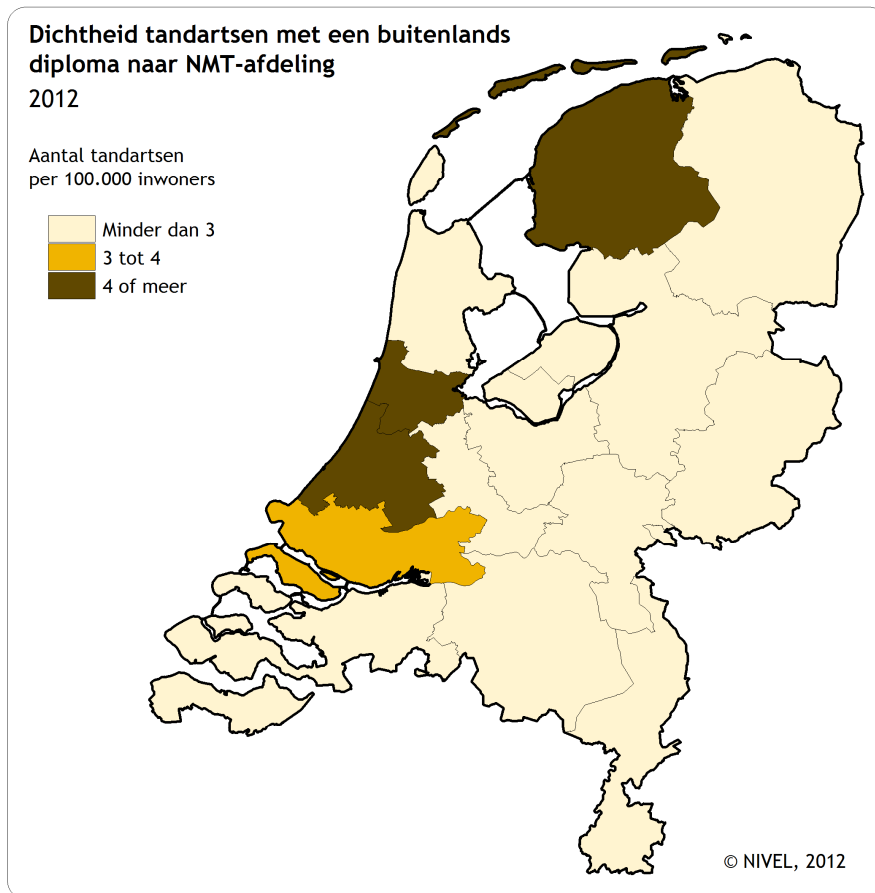 Dichtheid tandartsen met een buitenlands
diploma naar NMT-afdeling
2012
Aantal tandartsen
per 100.000 inwoners
Minder dan 3
3 tot 4
4 of meer
© NIVEL, 2012